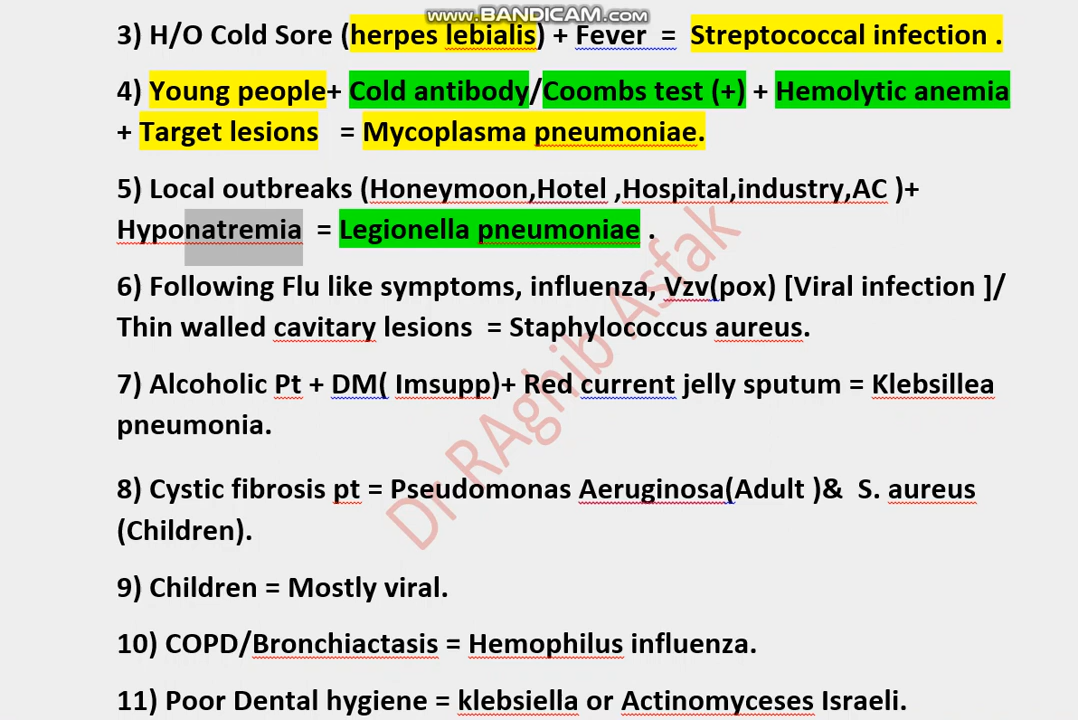 www.BANDICAM.com
3) H/O Cold Sore (herpes lebialis) + Fever = Streptococcal infection .
4) Young people+ Cold antibody/Coombs test (+) + Hemolytic anemia
+ Target lesions = Mycoplasma pneumoniae.
5) Local outbreaks (Honeymoon,Hotel ,Hospital,industry,AC )+
Hyponatremia = Legionella pneumoniae .
6) Following Flu like symptoms, influenza, Vzv(pox) [Viral infection ]/
Thin walled cavitary lesions = Staphylococcus aureus.
7) Alcoholic Pt + DM( Imsupp)+ Red current jelly sputum = Klebsillea
pneumonia.
8) Cystic fibrosis pt = Pseudomonas Aeruginosa(Adult )& S. aureus
(Children).
9) Children = Mostly viral.
10) COPD/Bronchiactasis = Hemophilus influenza.
11) Poor Dental hygiene = klebsiella or Actinomyceses Israeli.
Dr RAghib Asfak